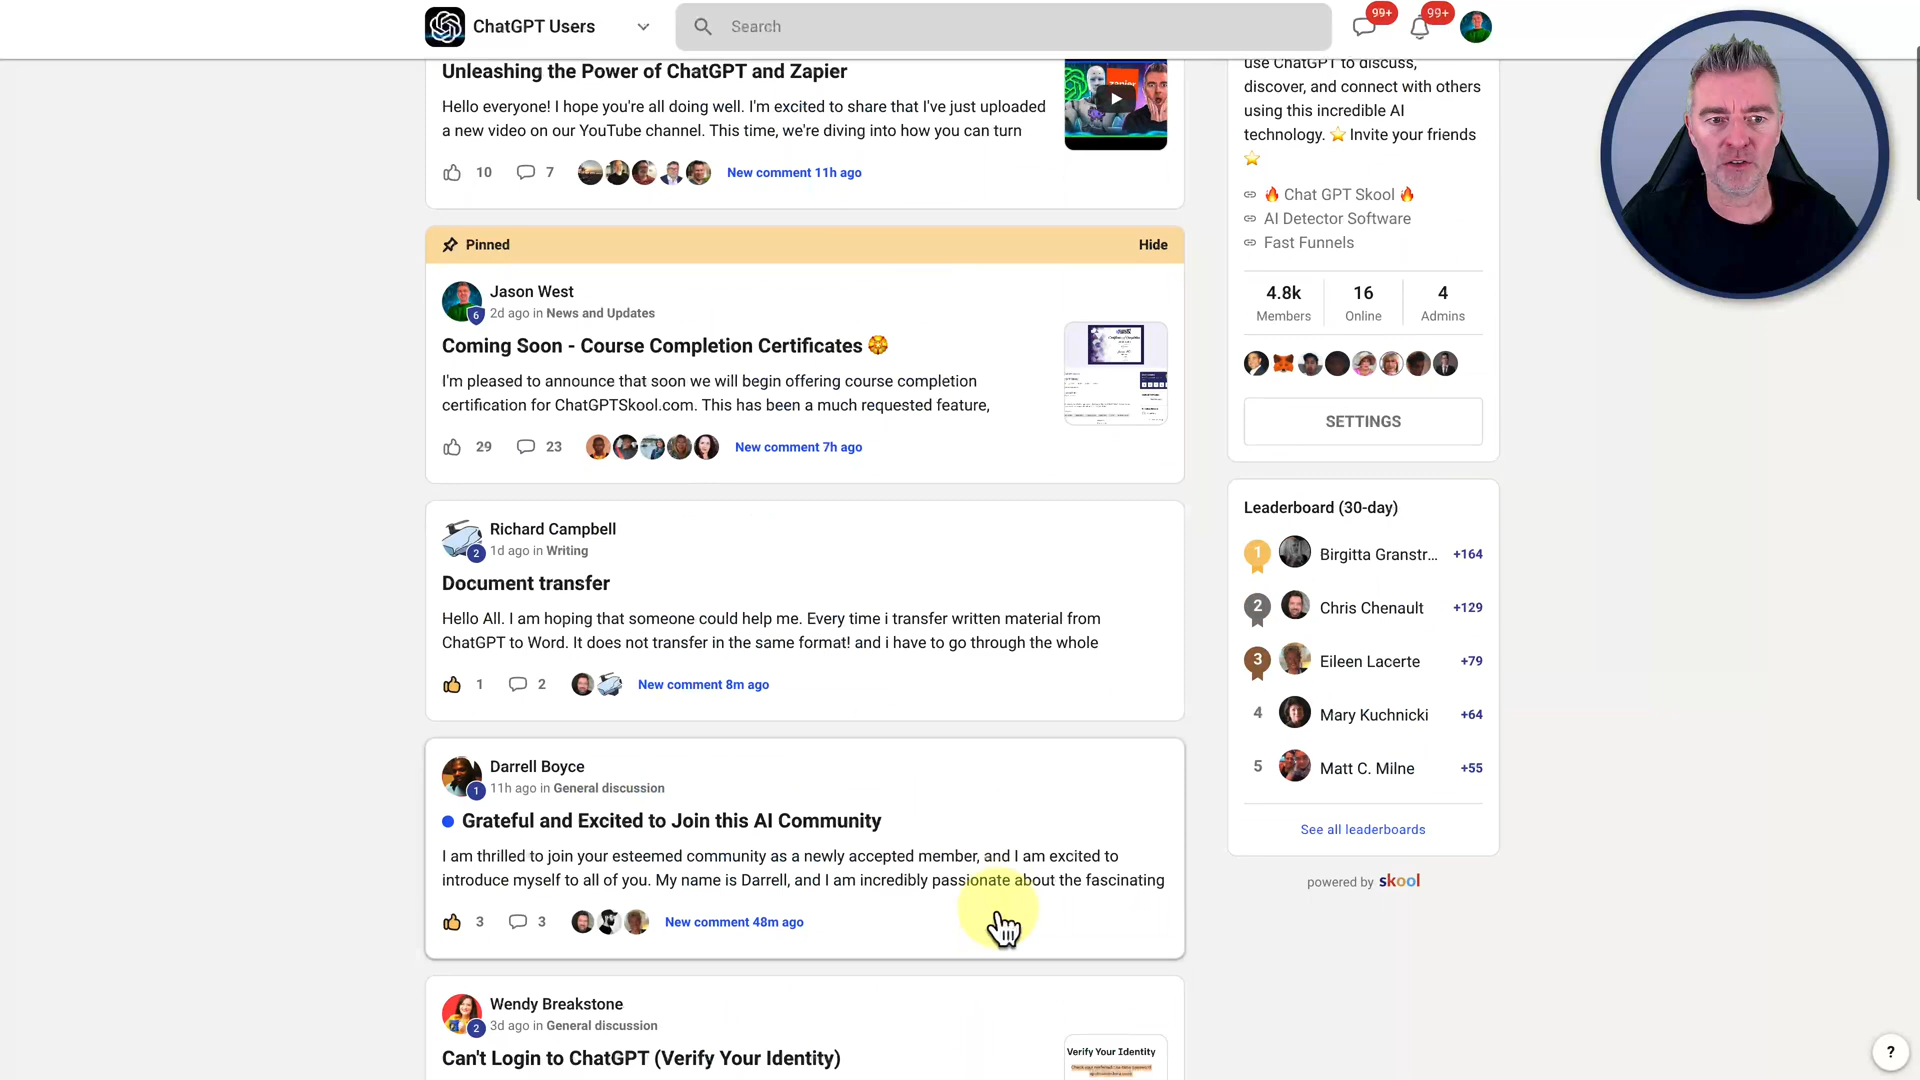 ChatGPT Users
Search
99+
99+
Unleashing the Power of ChatGPT and Zapier
Hello everyone! I hope you're all doing well. I'm excited to share that I've just uploaded
a new video on our YouTube channel. This time, we're diving into how you can turn
zapier
10
7
New comment 11h ago
Pinned
Hide
Jason West
6
2d ago in News and Updates
Coming Soon - Course Completion Certificates
I'm pleased to announce that soon we will begin offering course completion
certification for ChatGPTSkool.com. This has been a much requested feature,
29
23
New comment 7h ago
Richard Campbell
2
1d ago in Writing
Document transfer
Hello All. I am hoping that someone could help me. Every time i transfer written material from
ChatGPT to Word. It does not transfer in the same format! and i have to go through the whole
1
2
New comment 8m ago
Darrell Boyce
1
11h ago in General discussion
Grateful and Excited to Join this AI Community
I am thrilled to join your esteemed community as a newly accepted member, and I am excited to
introduce myself to all of you. My name is Darrell, and I am incredibly passionate about the fascinating
3
3
New comment 48m ago
Wendy Breakstone
2
3d ago in General discussion
Can't Login to ChatGPT (Verify Your Identity)
Verify Your Identity
use ChatGPT to discuss,
discover, and connect with others
using this incredible AI
technology. ⭐ Invite your friends
⭐
🔥 Chat GPT Skool 🔥
AI Detector Software
Fast Funnels
4.8k
Members
16
Online
4
Admins
SETTINGS
Leaderboard (30-day)
1 Birgitta Granstr... +164
2 Chris Chenault +129
3 Eileen Lacerte +79
4 Mary Kuchnicki +64
5 Matt C. Milne +55
See all leaderboards
powered by skool
?